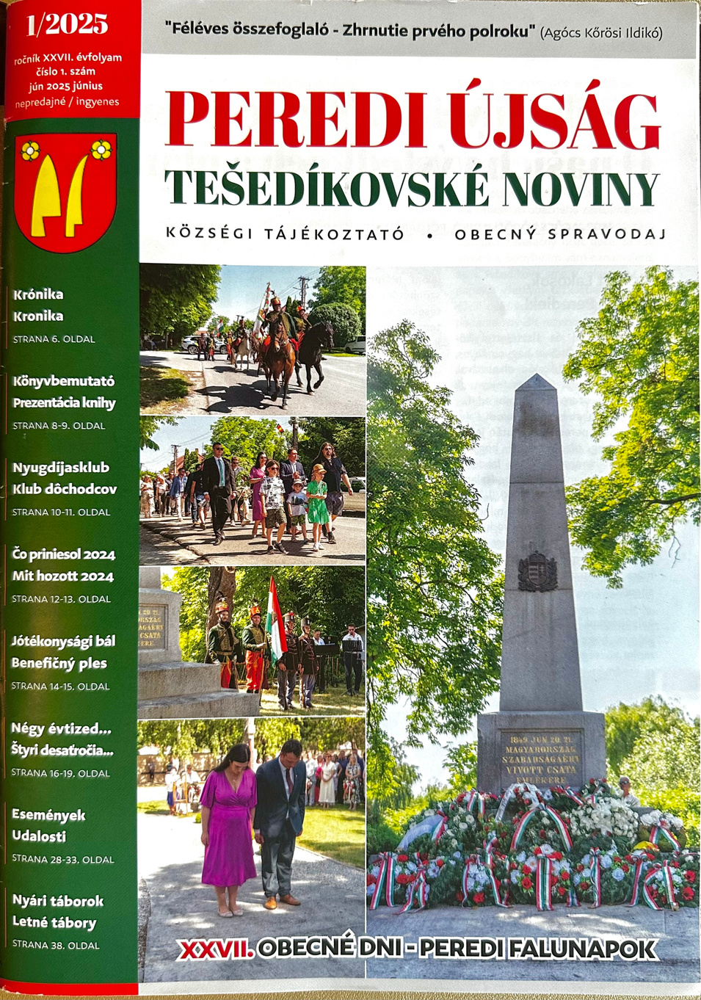 1/2025
ročník XXVII. évfolyam
číslo 1. szám
jún 2025 június
nepredajné / ingyenes
"Féléves összefoglaló - Zhrnutie prvého polroku" (Agócs Kőrösi Ildikó)
PEREDI ÚJSÁG
TEŠEDÍKOVSKÉ NOVINY
KÖZSÉGI TÁJÉKOZTATÓ • OBECNÝ SPRAVODAJ
Krónika
Kronika
STRANA 6. OLDAL
Könyvbemutató
Prezentácia knihy
STRANA 8-9. OLDAL
Nyugdíjasklub
Klub dôchodcov
STRANA 10-11. OLDAL
Čo priniesol 2024
Mit hozott 2024
STRANA 12-13. OLDAL
Jótékonysági bál
Benefičný ples
STRANA 14-15. OLDAL
Négy évtized...
Štyri desaťročia...
STRANA 16-19. OLDAL
Események
Udalosti
STRANA 28-33. OLDAL
Nyári táborok
Letné tábory
STRANA 38. OLDAL
1849 JUN 20. 21.
MAGYARORSZÁG
SZABADSÁGAÉRT
VIVOTT CSATA
EMLÉKÉRE
XXVII. OBECNÉ DNI - PEREDI FALUNAPOK